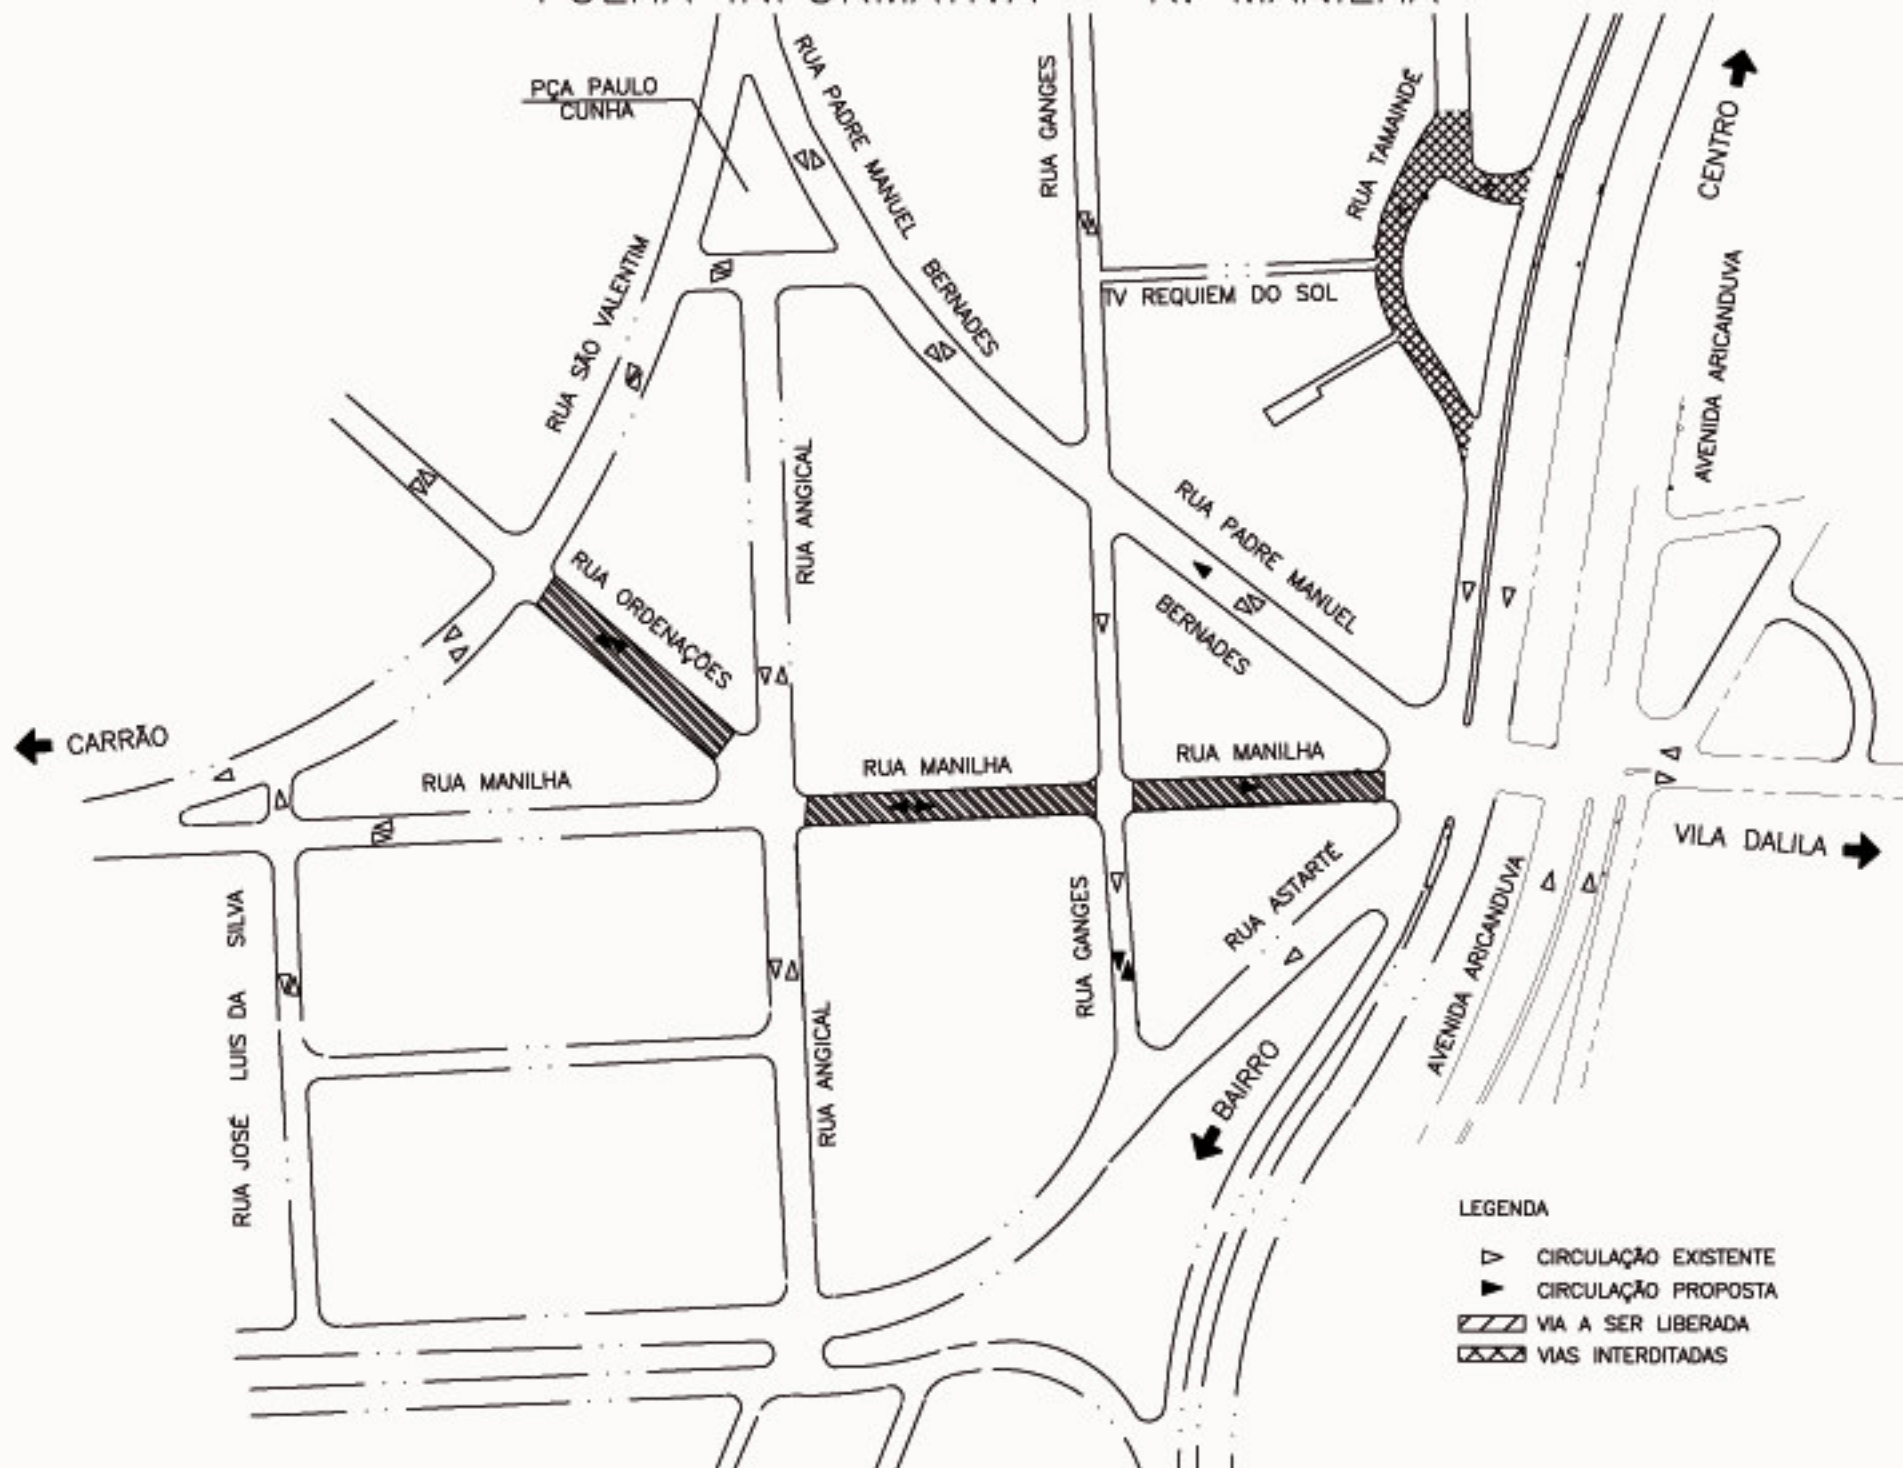 PÇA PAULO
CUNHA
RUA PADRE MANUEL BERNADES
RUA GANGES
RUA TAMAINDÉ
CENTRO
AVENIDA ARICANDUVA
TV REQUIEM DO SOL
RUA SÃO VALENTIM
RUA ANGICAL
RUA PADRE MANUEL
BERNADES
RUA ORDENAÇÕES
CARRÃO
RUA MANILHA
RUA MANILHA
RUA MANILHA
VILA DALILA
RUA ASTARTÉ
RUA GANGES
AVENIDA ARICANDUVA
RUA JOSÉ LUIS DA SILVA
RUA ANGICAL
BAIRRO
LEGENDA
CIRCULAÇÃO EXISTENTE
CIRCULAÇÃO PROPOSTA
VIA A SER LIBERADA
VIAS INTERDITADAS